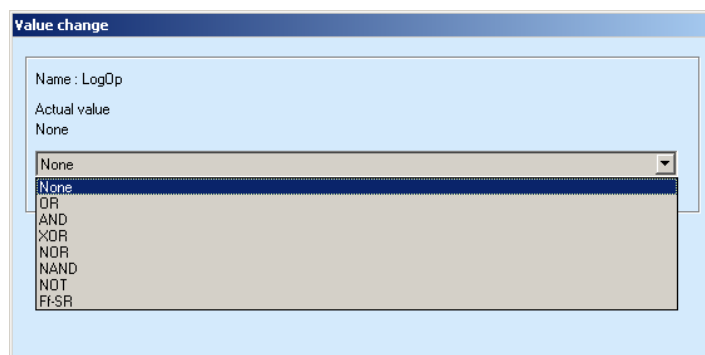 Value change
Name : LogOp
Actual value
None
None
None
OR
AND
XOR
NOR
NAND
NOT
Ff-SR